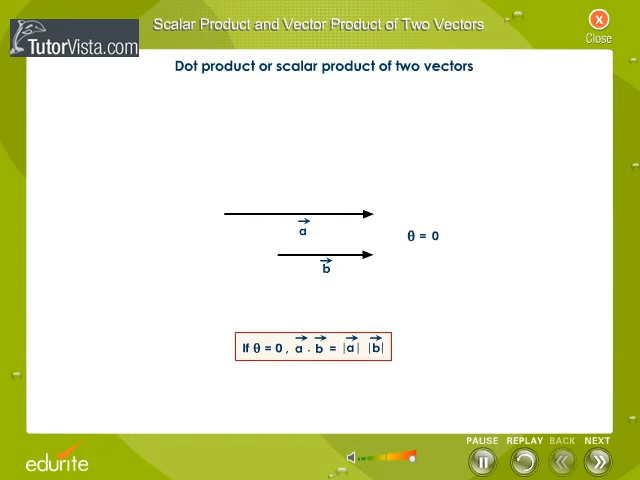 Scalar Product and Vector Product of Two Vectors
X
Close
TutorVista.com
Dot product or scalar product of two vectors
a
θ = 0
b
If θ = 0 , a . b = |a| |b|
PAUSE REPLAY BACK NEXT
edurite